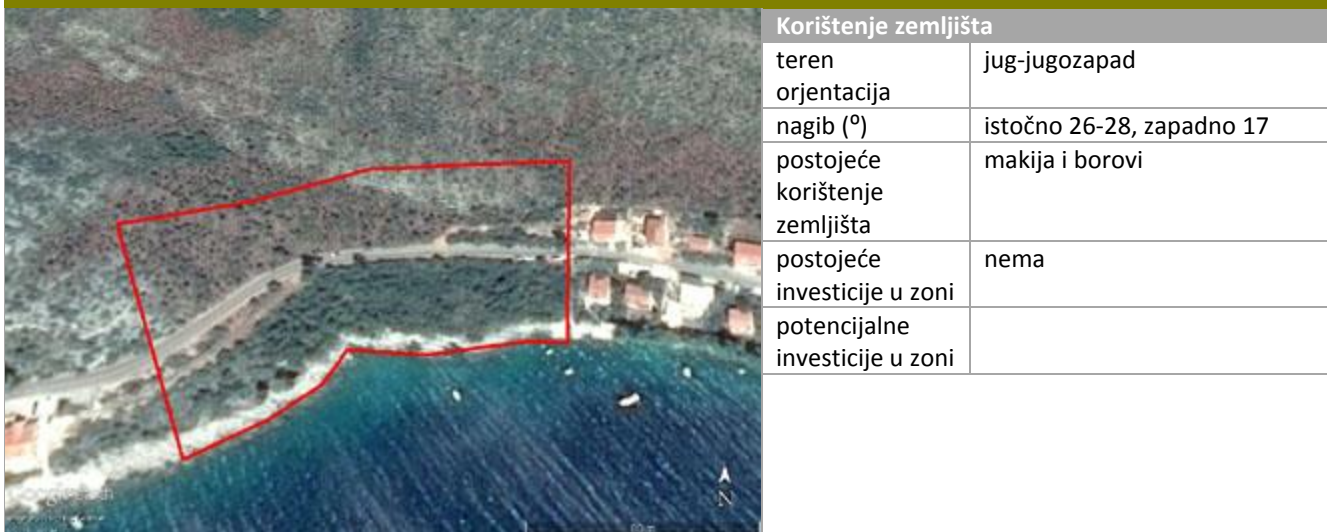 Korištenje zemljišta
teren
orjentacija
jug-jugozapad
nagib (⁰)
istočno 26-28, zapadno 17
postojeće
korištenje
zemljišta
makija i borovi
postojeće
investicije u zoni
nema
potencijalne
investicije u zoni
N